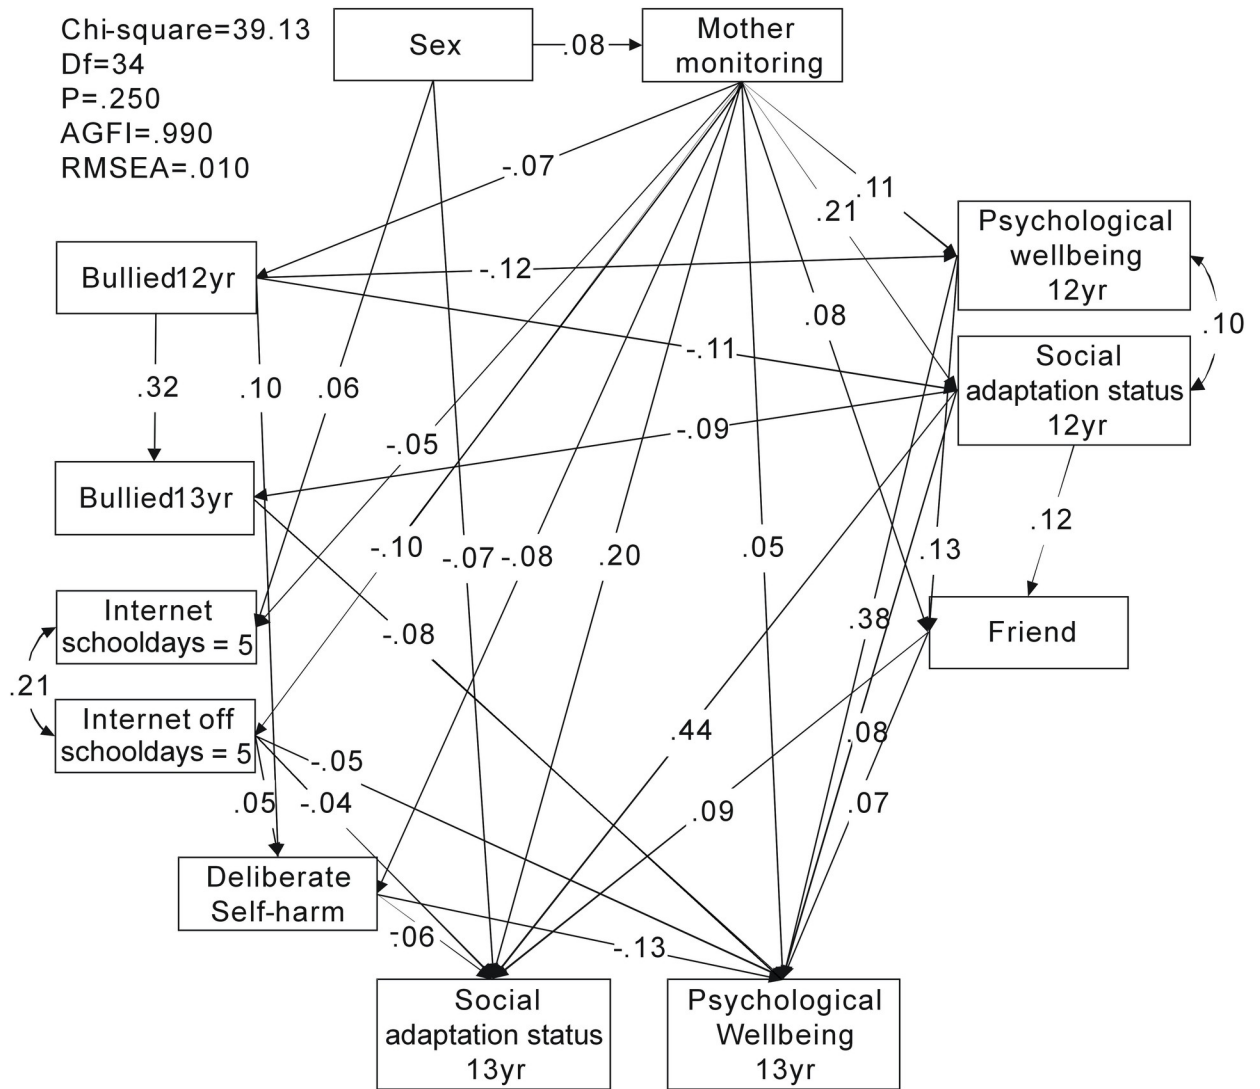 Chi-square=39.13
Df=34
P=.250
AGFI=.990
RMSEA=.010
Sex
.08
Mother
monitoring
-.07
.11
.21
Psychological
wellbeing
12yr
Bullied12yr
-.12
.08
.10
-.11
Social
adaptation status
12yr
.32
.10
.06
-.05
-.09
Bullied13yr
-.10
-.07
-.08
.20
.05
.13
.12
Internet
schooldays = 5
-.08
.38
Friend
.21
Internet off
schooldays = 5
-.05
.44
.08
.05
-.04
.09
.07
Deliberate
Self-harm
-.06
-.13
Social
adaptation status
13yr
Psychological
Wellbeing
13yr